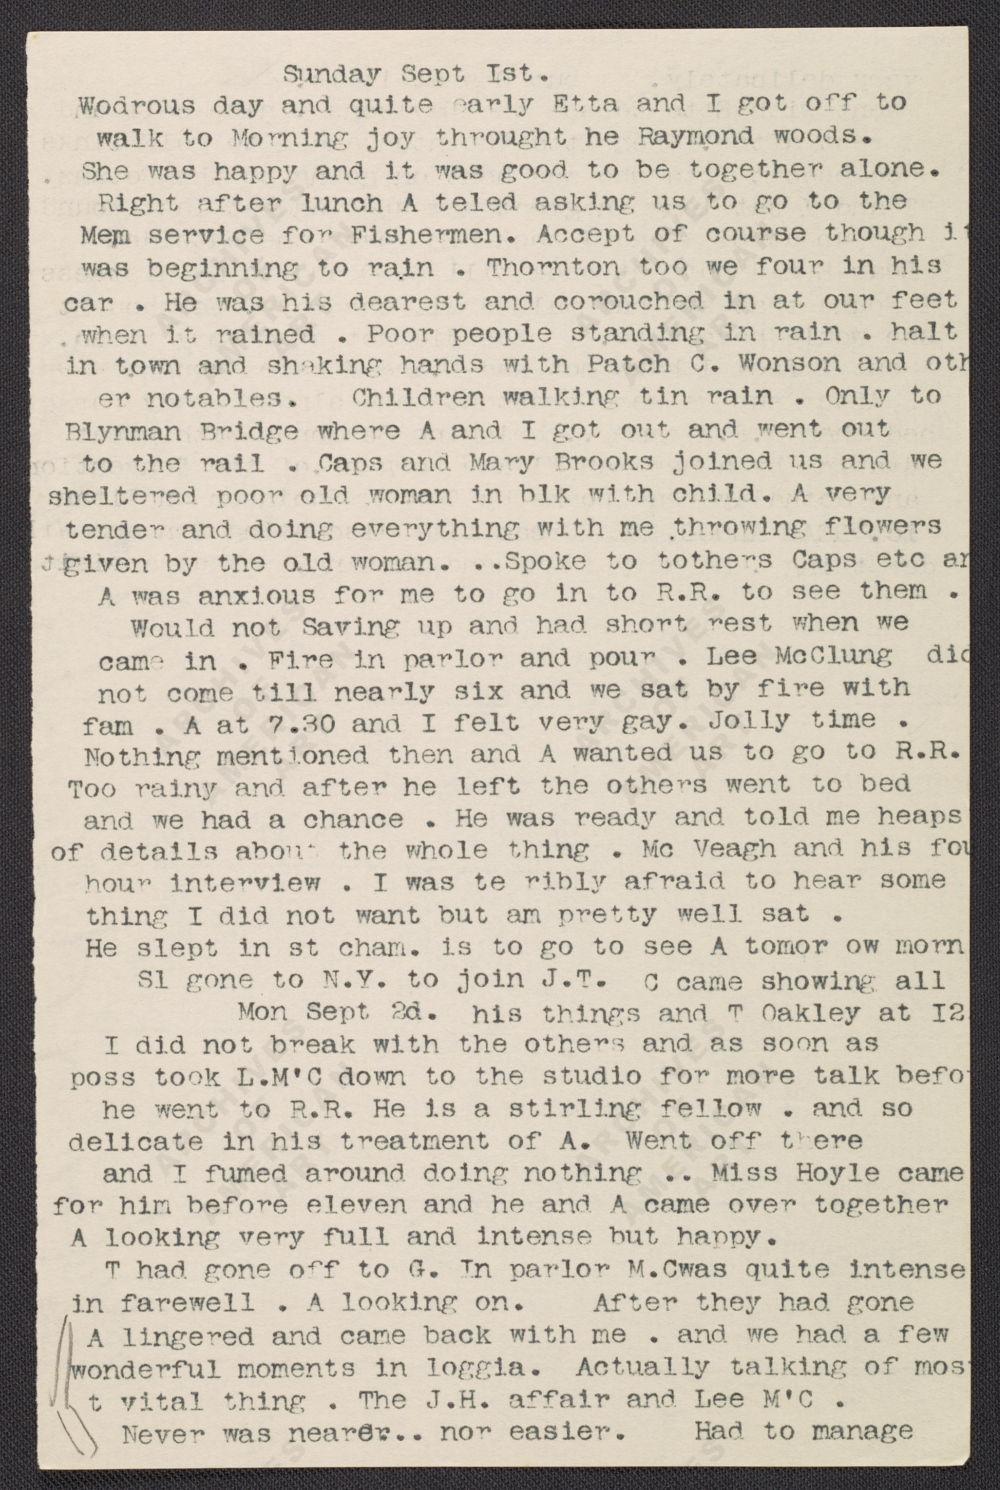 Sunday Sept Ist.
Wodrous day and quite early Etta and I got off to
walk to Morning joy throught he Raymond woods.
She was happy and it was good to be together alone.
Right after lunch A teled asking us to go to the
Mem service for Fishermen. Accept of course though it
was beginning to rain . Thornton too we four in his
car . He was his dearest and corouched in at our feet
when it rained . Poor people standing in rain . halt
in town and shaking hands with Patch C. Wonson and oth
er notables. Children walking tin rain . Only to
Blynman Bridge where A and I got out and went out
to the rail . Caps and Mary Brooks joined us and we
sheltered poor old woman in blk with child. A very
tender and doing everything with me throwing flowers
given by the old woman. ..Spoke to tothers Caps etc an
A was anxious for me to go in to R.R. to see them .
Would not Saving up and had short rest when we
came in . Fire in parlor and pour . Lee McClung did
not come till nearly six and we sat by fire with
fam . A at 7.30 and I felt very gay. Jolly time .
Nothing mentioned then and A wanted us to go to R.R.
Too rainy and after he left the others went to bed
and we had a chance . He was ready and told me heaps
of details about the whole thing . Mc Veagh and his fou
hour interview . I was te ribly afraid to hear some
thing I did not want but am pretty well sat .
He slept in st cham. is to go to see A tomor ow morn
Sl gone to N.Y. to join J.T. C came showing all
Mon Sept 2d. his things and T Oakley at I2
I did not break with the others and as soon as
poss took L.M'C down to the studio for more talk befo
he went to R.R. He is a stirling fellow . and so
delicate in his treatment of A. Went off there
and I fumed around doing nothing .. Miss Hoyle came
for him before eleven and he and A came over together
A looking very full and intense but happy.
T had gone off to G. In parlor M.Cwas quite intense
in farewell . A looking on. After they had gone
A lingered and came back with me . and we had a few
wonderful moments in loggia. Actually talking of mos
t vital thing . The J.H. affair and Lee M'C .
Never was nearer.. nor easier. Had to manage